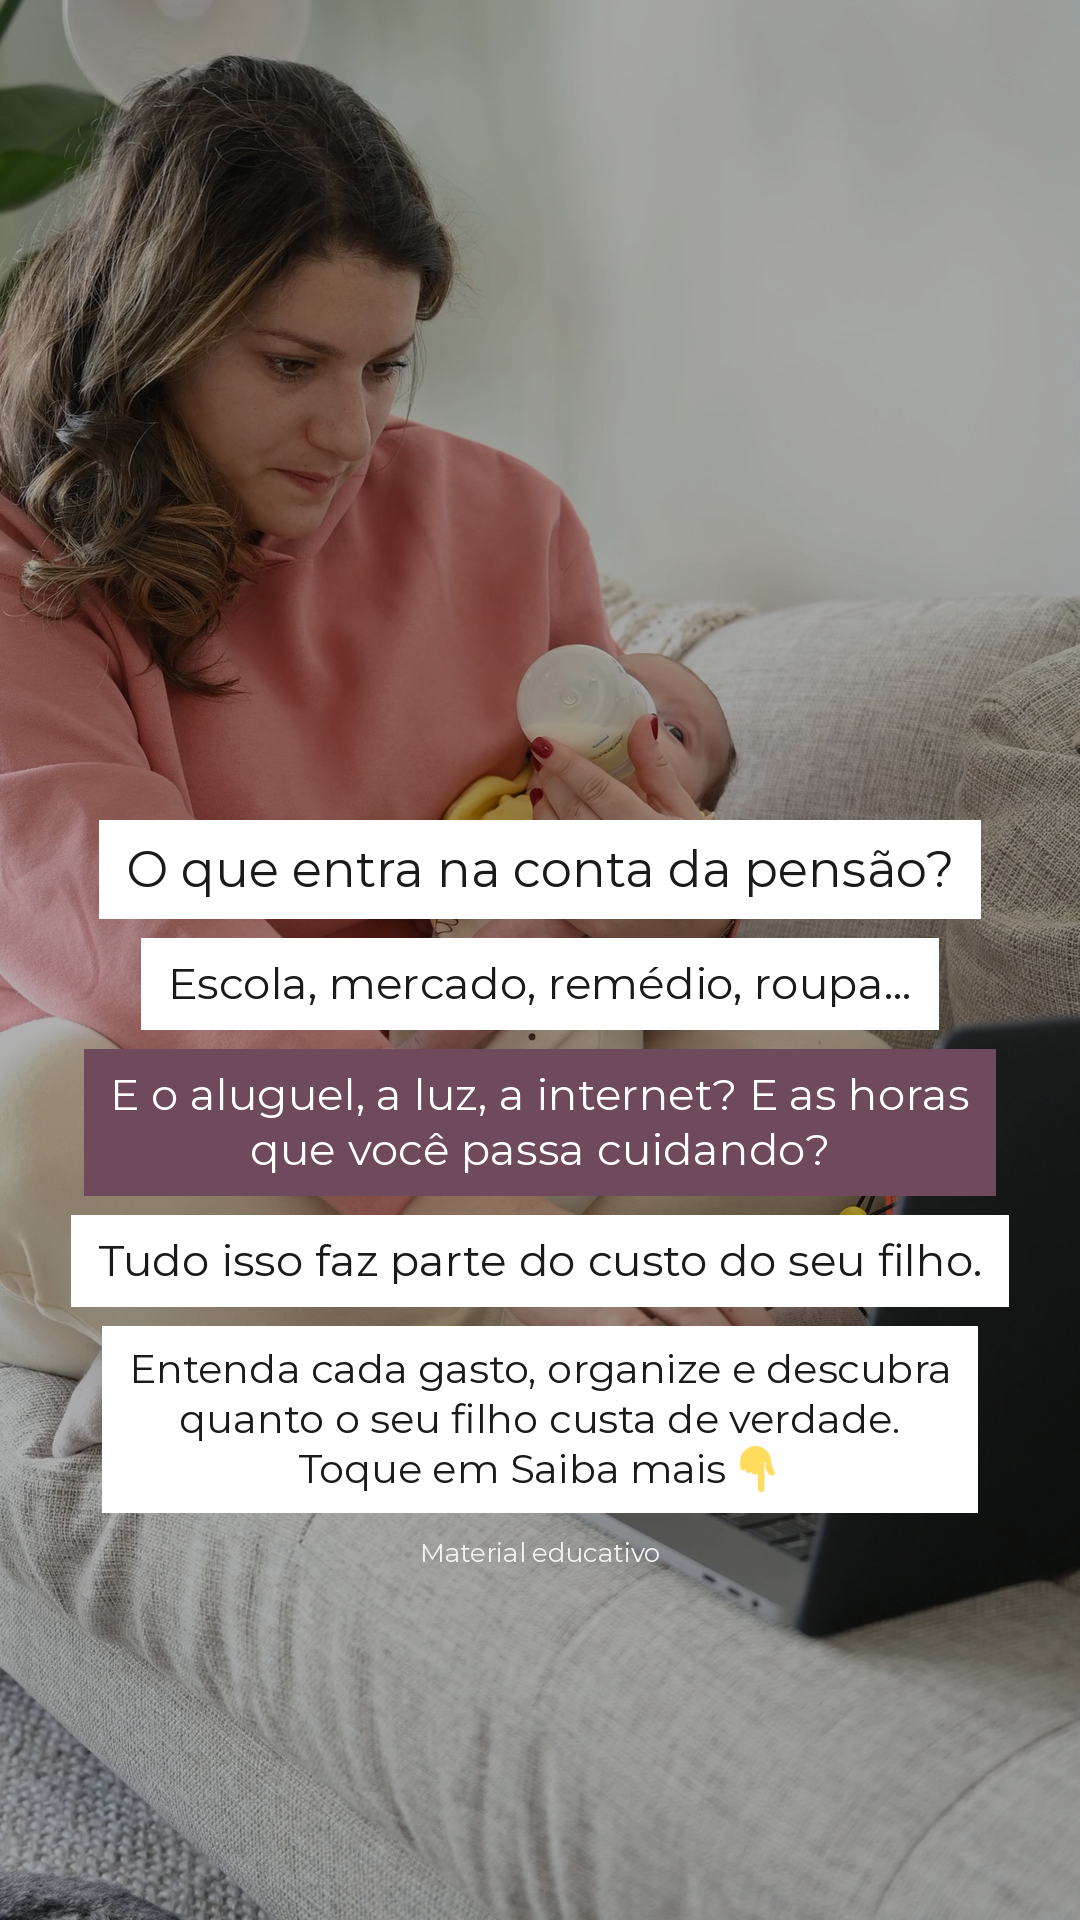 O que entra na conta da pensão?
Escola, mercado, remédio, roupa...
E o aluguel, a luz, a internet? E as horas
que você passa cuidando?
Tudo isso faz parte do custo do seu filho.
Entenda cada gasto, organize e descubra
quanto o seu filho custa de verdade.
Toque em Saiba mais 👇
Material educativo